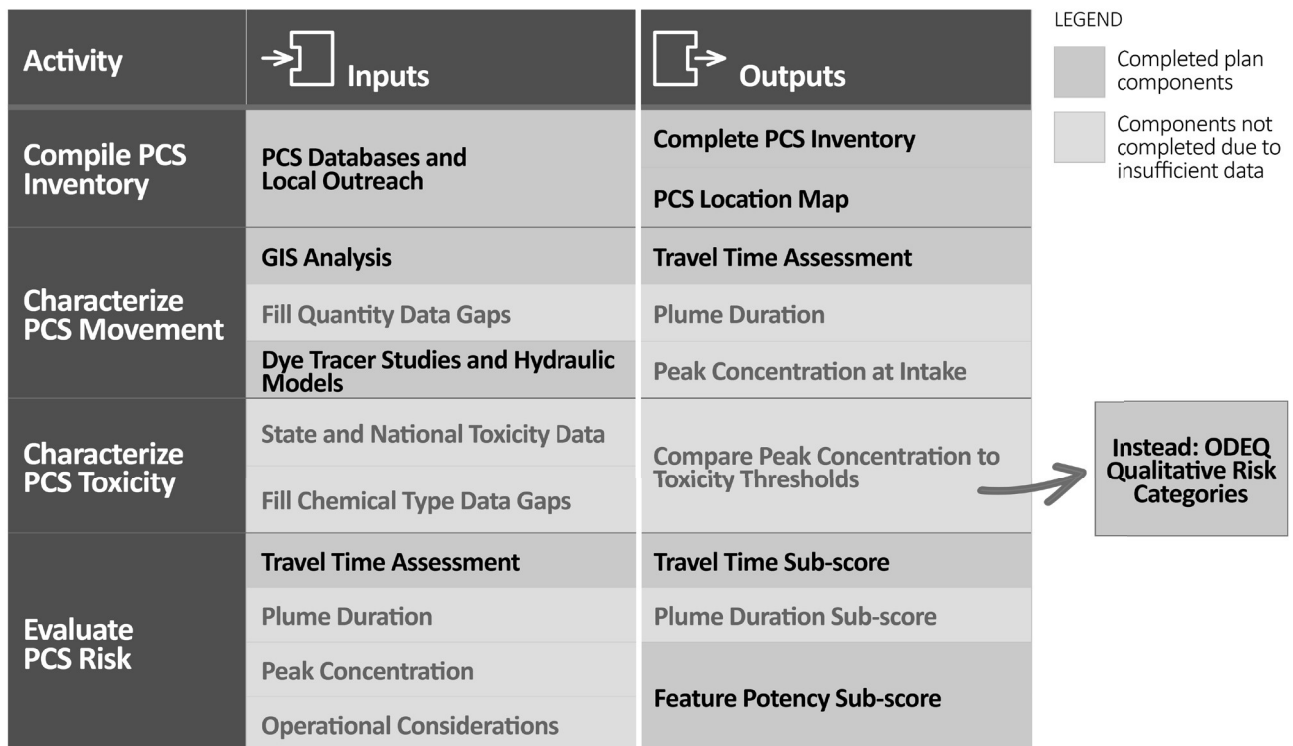 Activity
Inputs
Outputs
Compile PCS
Inventory
PCS Databases and
Local Outreach
Complete PCS Inventory
PCS Location Map
Characterize
PCS Movement
GIS Analysis
Fill Quantity Data Gaps
Dye Tracer Studies and Hydraulic
Models
Travel Time Assessment
Plume Duration
Peak Concentration at Intake
Characterize
PCS Toxicity
State and National Toxicity Data
Fill Chemical Type Data Gaps
Compare Peak Concentration to
Toxicity Thresholds
Instead: ODEQ
Qualitative Risk
Categories
Evaluate
PCS Risk
Travel Time Assessment
Plume Duration
Peak Concentration
Operational Considerations
Travel Time Sub-score
Plume Duration Sub-score
Feature Potency Sub-score
LEGEND
Completed plan
components
Components not
completed due to
insufficient data